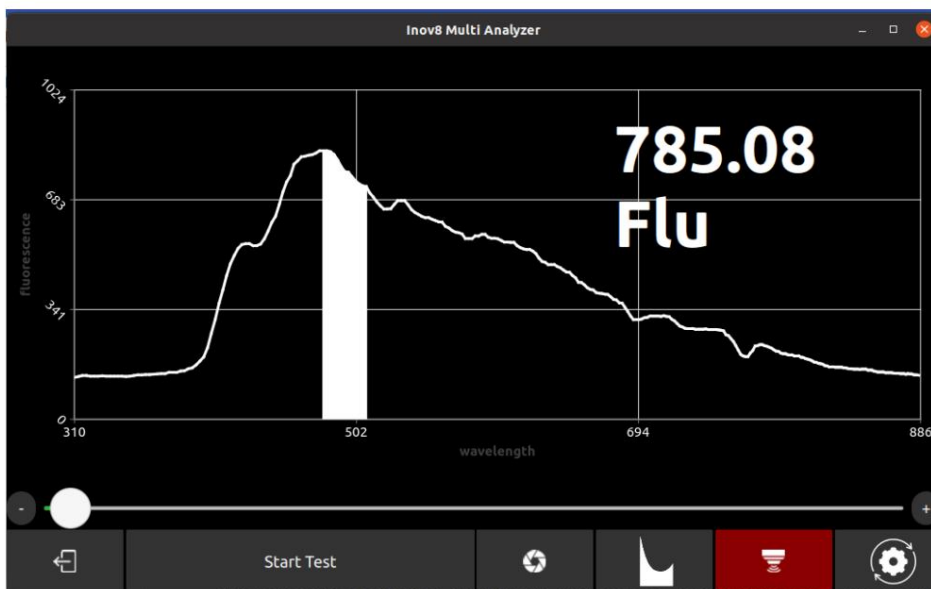 Inov8 Multi Analyzer
1024
683
341
0
fluorescence
785.08
Flu
310
502
694
886
wavelength
-
+
Start Test